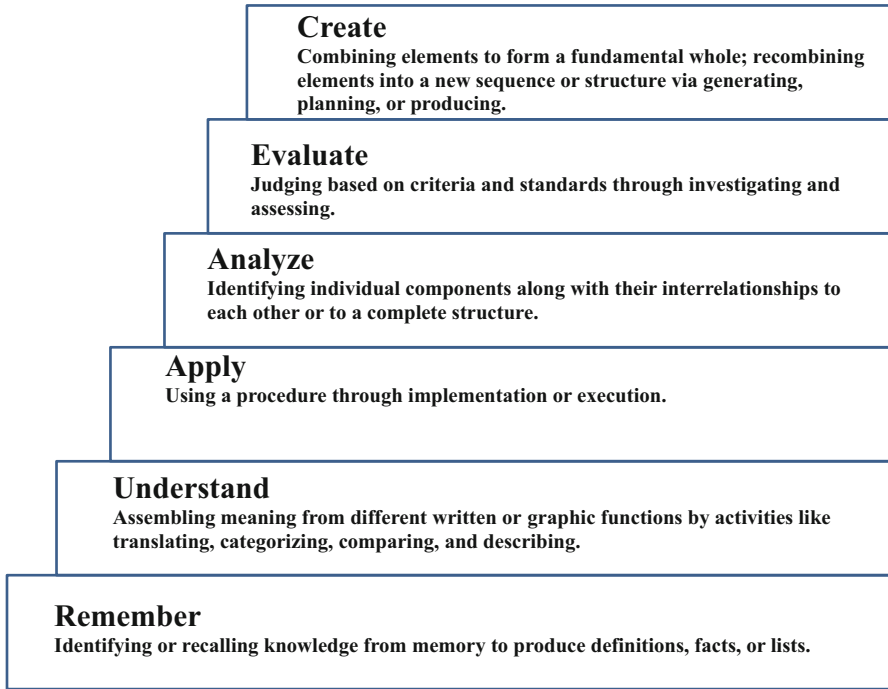 Create
Combining elements to form a fundamental whole; recombining
elements into a new sequence or structure via generating,
planning, or producing.
Evaluate
Judging based on criteria and standards through investigating and
assessing.
Analyze
Identifying individual components along with their interrelationships to
each other or to a complete structure.
Apply
Using a procedure through implementation or execution.
Understand
Assembling meaning from different written or graphic functions by activities like
translating, categorizing, comparing, and describing.
Remember
Identifying or recalling knowledge from memory to produce definitions, facts, or lists.